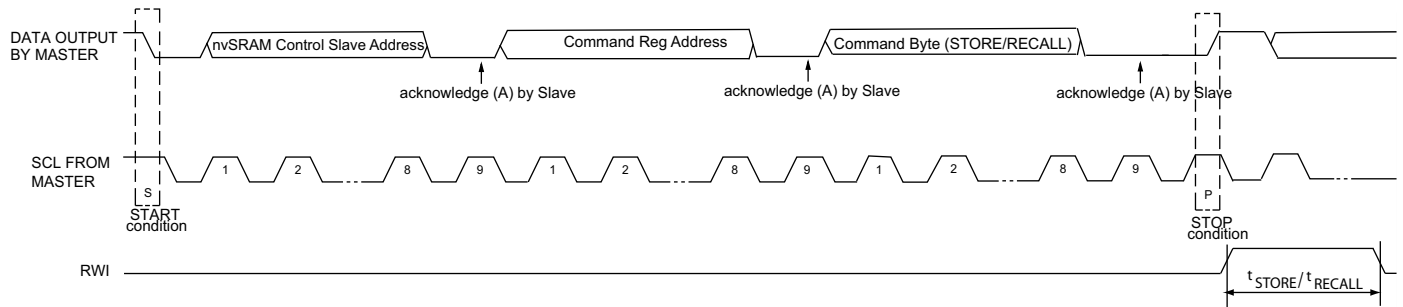 DATA OUTPUT
BY MASTER
nvSRAM Control Slave Address
Command Reg Address
Command Byte (STORE/RECALL)
acknowledge (A) by Slave
acknowledge (A) by Slave
acknowledge (A) by Slave
SCL FROM
MASTER
1 2 8 9 1 2 8 9 1 2 8 9
S
P
START
condition
STOP
condition
RWI
tSTORE/tRECALL